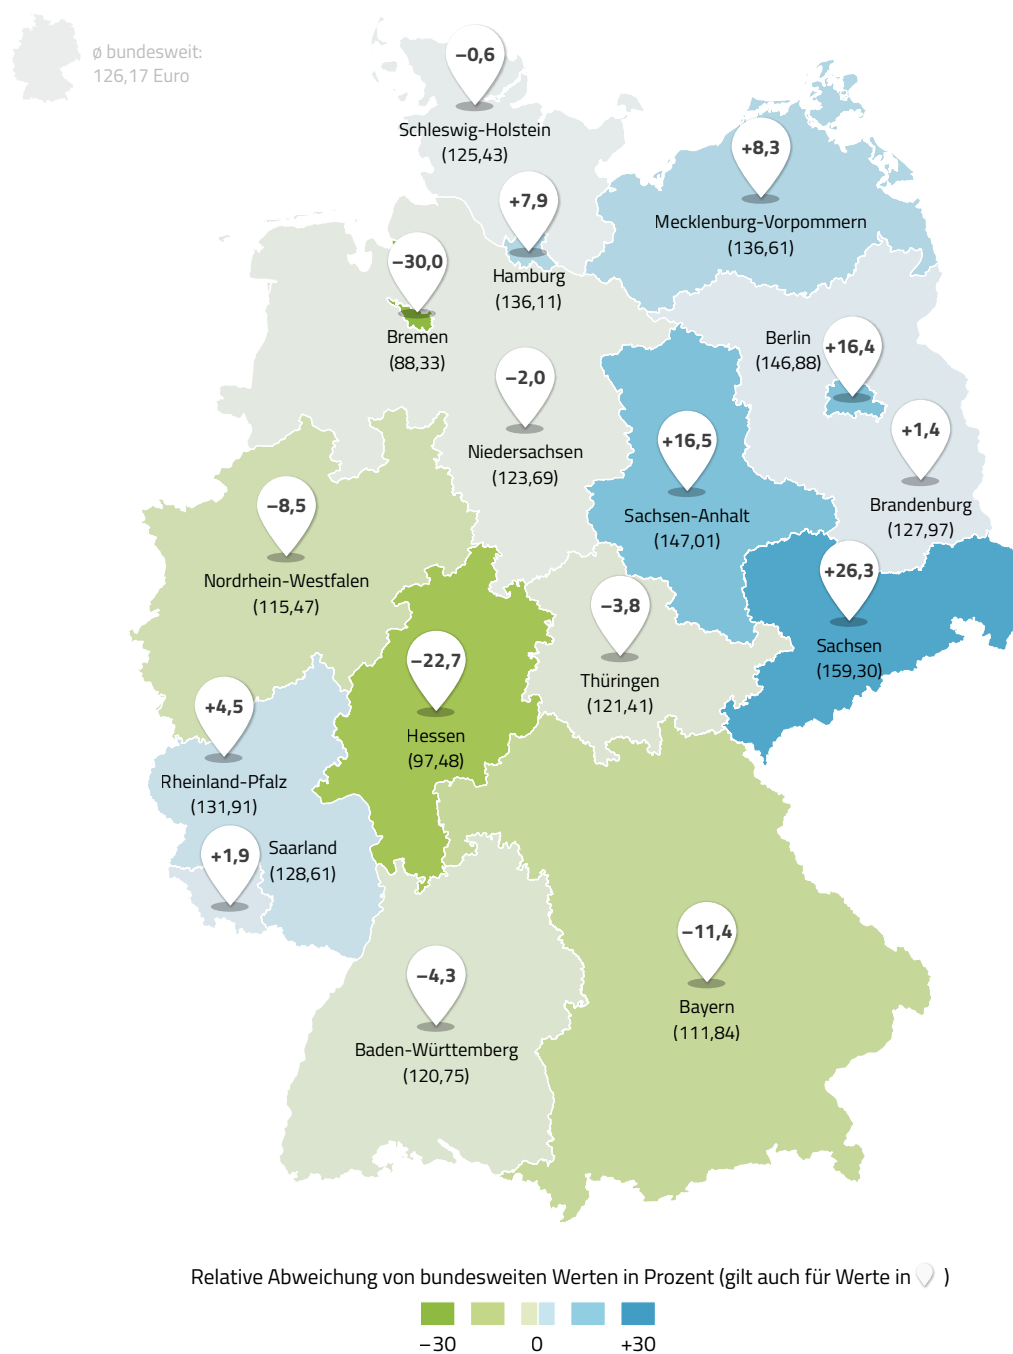 ø bundesweit:
126,17 Euro
–0,6
Schleswig-Holstein
(125,43)
+8,3
Mecklenburg-Vorpommern
(136,61)
+7,9
Hamburg
(136,11)
–30,0
Bremen
(88,33)
Berlin
(146,88)
+16,4
–2,0
Niedersachsen
(123,69)
+1,4
Brandenburg
(127,97)
+16,5
Sachsen-Anhalt
(147,01)
–8,5
Nordrhein-Westfalen
(115,47)
+26,3
Sachsen
(159,30)
–3,8
Thüringen
(121,41)
–22,7
Hessen
(97,48)
+4,5
Rheinland-Pfalz
(131,91)
+1,9
Saarland
(128,61)
–11,4
Bayern
(111,84)
–4,3
Baden-Württemberg
(120,75)
Relative Abweichung von bundesweiten Werten in Prozent (gilt auch für Werte in )
–30 0 +30